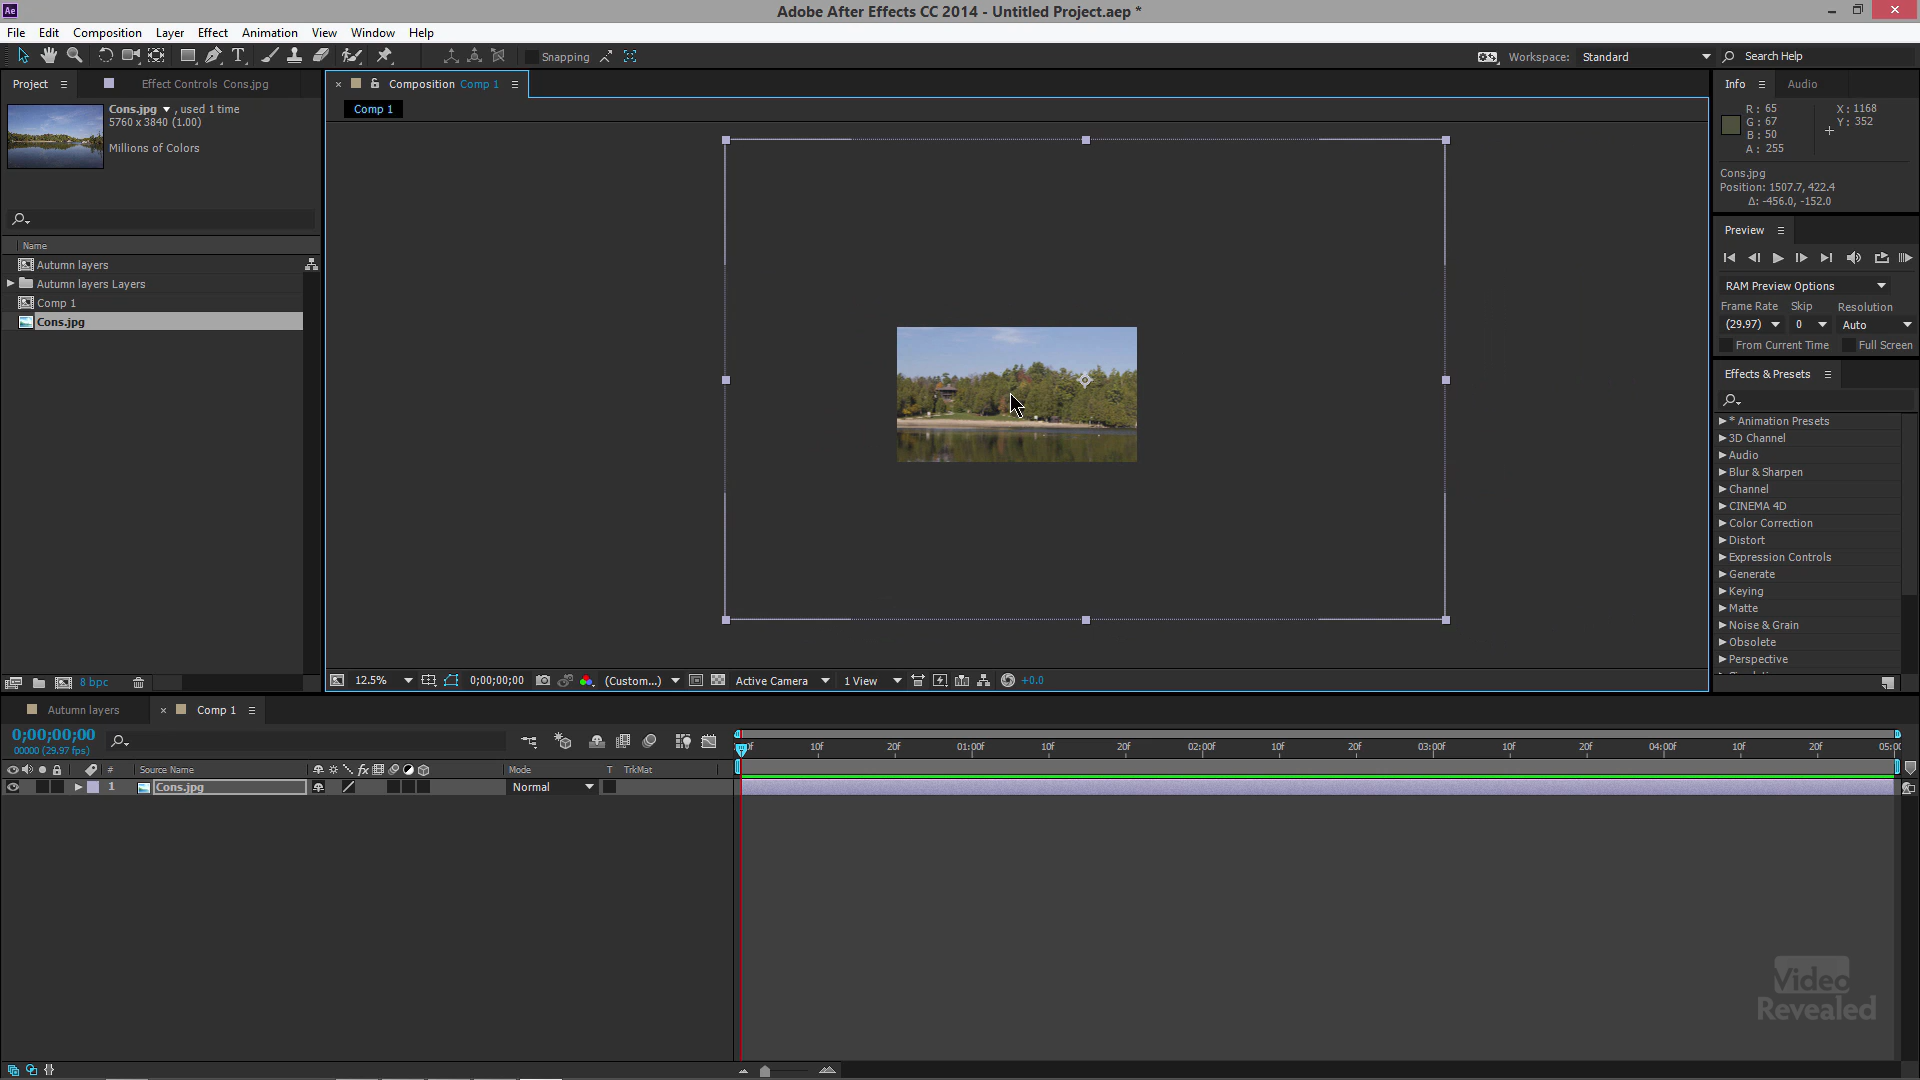 Ae
Adobe After Effects CC 2014 - Untitled Project.aep *
File Edit Composition Layer Effect Animation View Window Help
Snapping
Workspace: Standard
Search Help
Project
Effect Controls Cons.jpg
Cons.jpg , used 1 time
5760 x 3840 (1.00)
Millions of Colors
Name
Autumn layers
Autumn layers Layers
Comp 1
Cons.jpg
8 bpc
Composition Comp 1
Comp 1
12.5%
0;00;00;00
(Custom...)
Active Camera
1 View
+0.0
Info
Audio
R: 65
G: 67
B: 50
A: 255
X: 1168
Y: 352
Cons.jpg
Position: 1507.7, 422.4
Δ: -456.0, -152.0
Preview
RAM Preview Options
Frame Rate Skip Resolution
(29.97) 0 Auto
From Current Time Full Screen
Effects & Presets
* Animation Presets
3D Channel
Audio
Blur & Sharpen
Channel
CINEMA 4D
Color Correction
Distort
Expression Controls
Generate
Keying
Matte
Noise & Grain
Obsolete
Perspective
Autumn layers
Comp 1
0;00;00;00
00000 (29.97 fps)
10f 20f 01:00f 10f 20f 02:00f 10f 20f 03:00f 10f 20f 04:00f 10f 20f 05:00
# Source Name fx Mode T TrkMat
1 Cons.jpg Normal
Video
Revealed